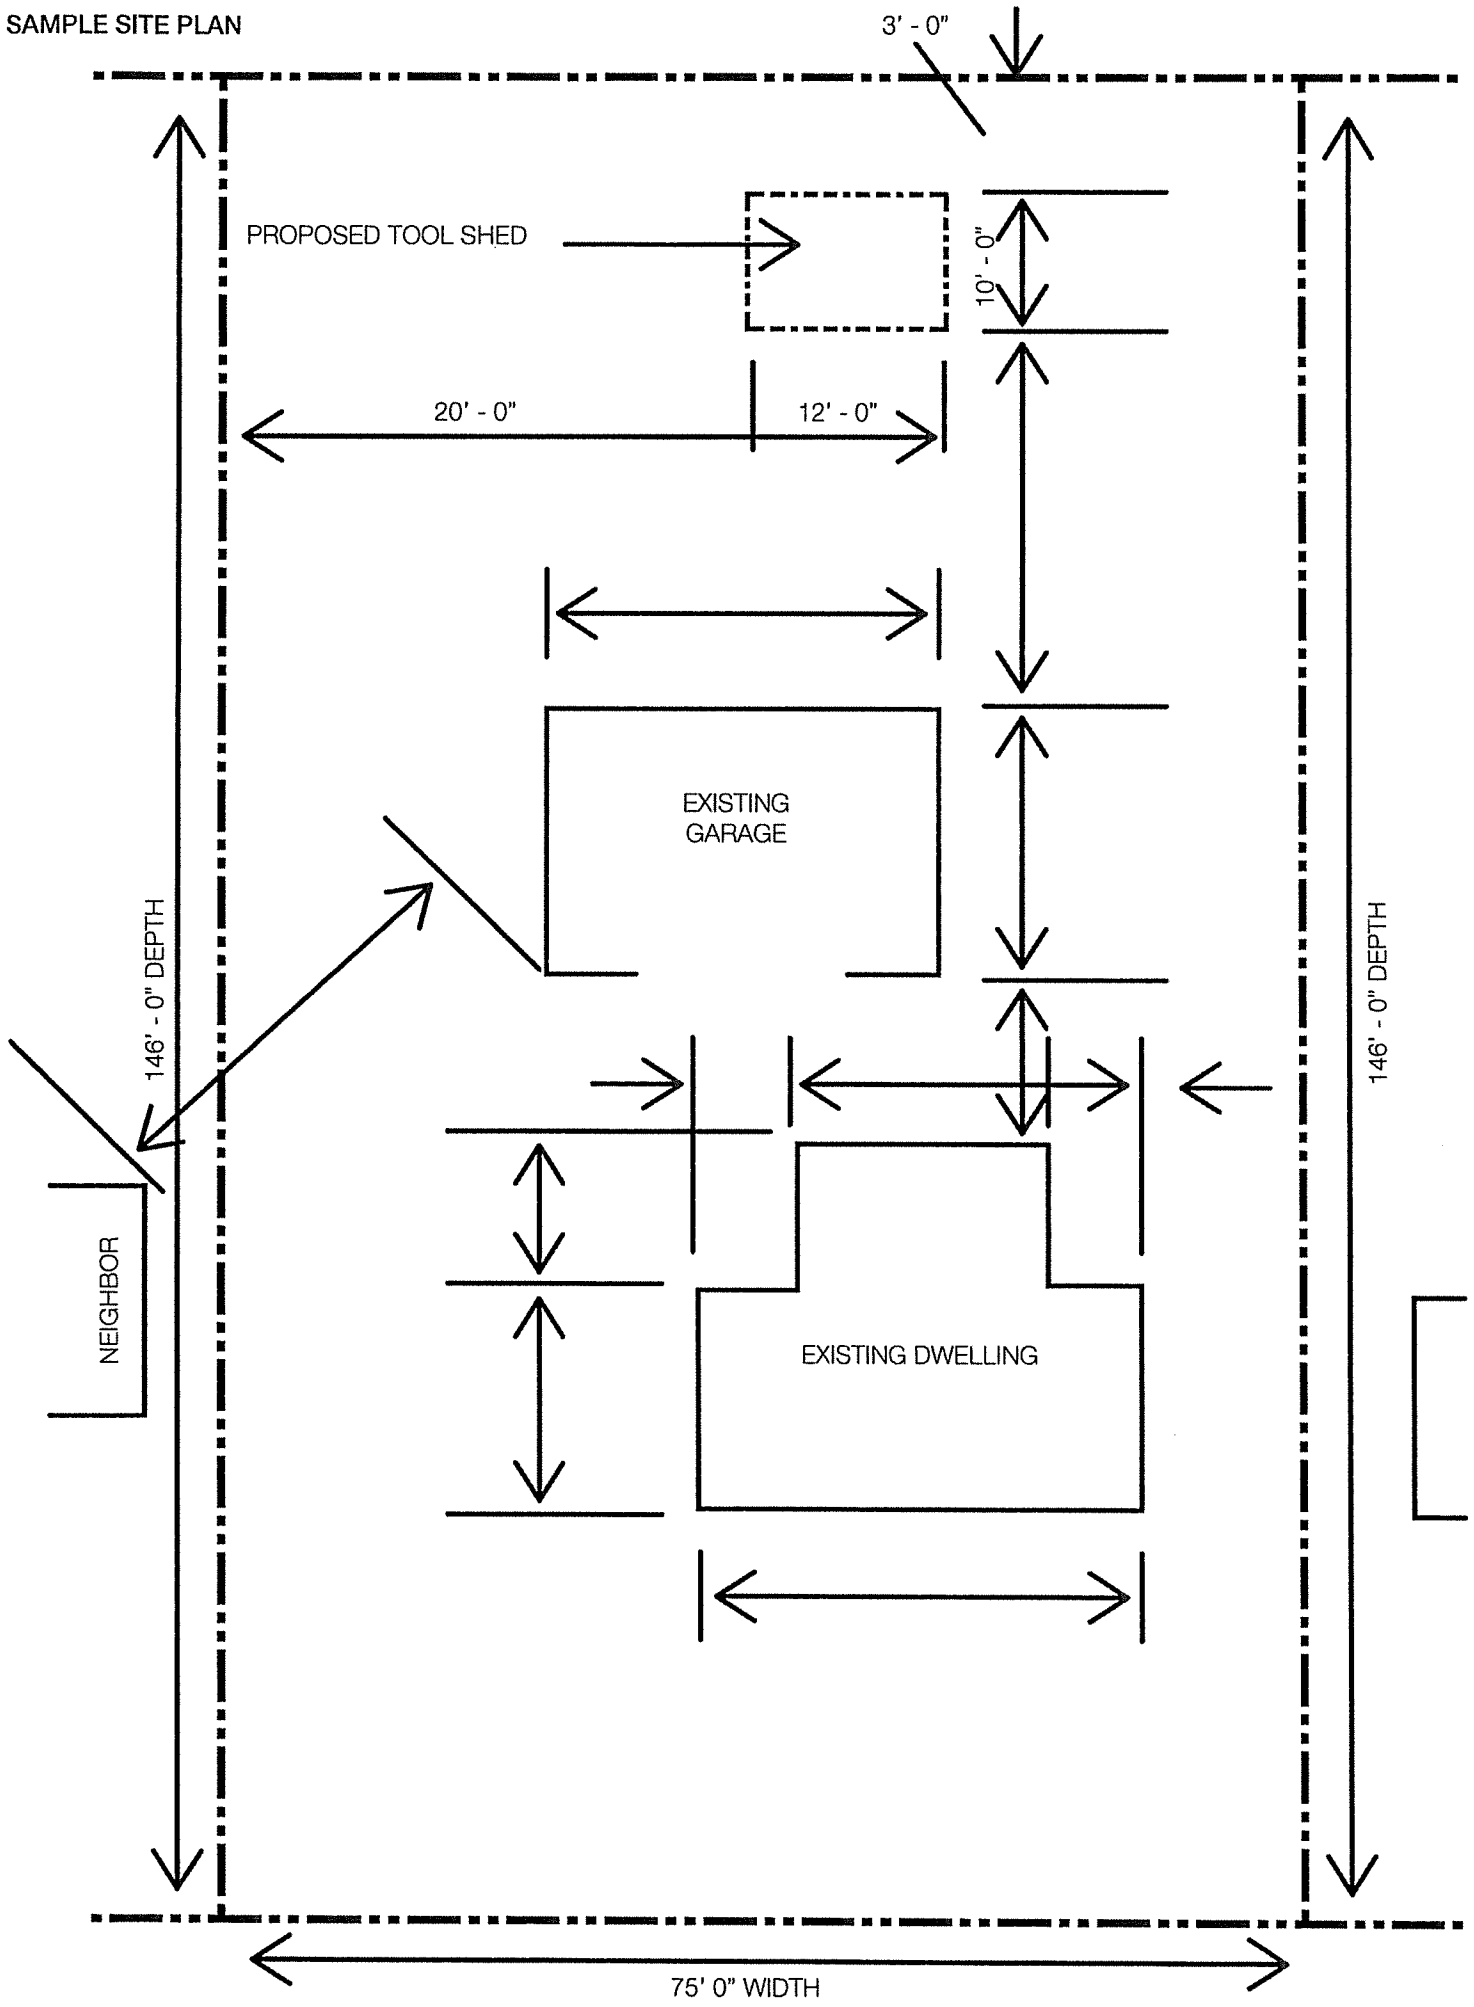 SAMPLE SITE PLAN
3' - 0"
PROPOSED TOOL SHED
10' - 0"
20' - 0"
12' - 0"
EXISTING
GARAGE
146' - 0" DEPTH
146' - 0" DEPTH
NEIGHBOR
EXISTING DWELLING
75' 0" WIDTH